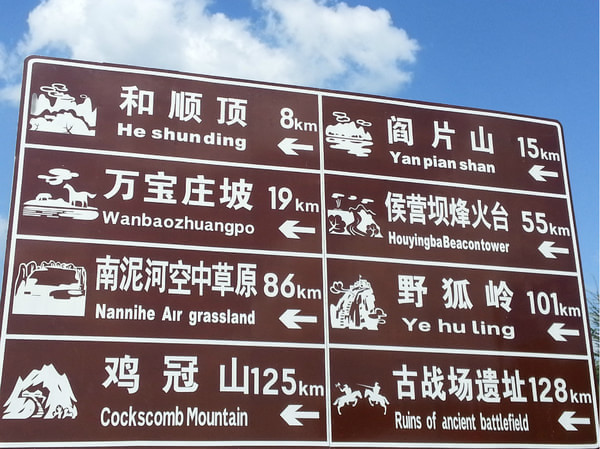 和顺顶 8km
He shunding
阎片山 15km
Yan pian shan
万宝庄坡 19km
Wanbaozhuangpo
侯营坝烽火台 55km
HouyingbaBeacontower
南泥河空中草原 86km
Nannihe Air grassland
野狐岭 101km
Ye hu ling
鸡冠山 125km
Cockscomb Mountain
古战场遗址 128km
Ruins of ancient battlefield